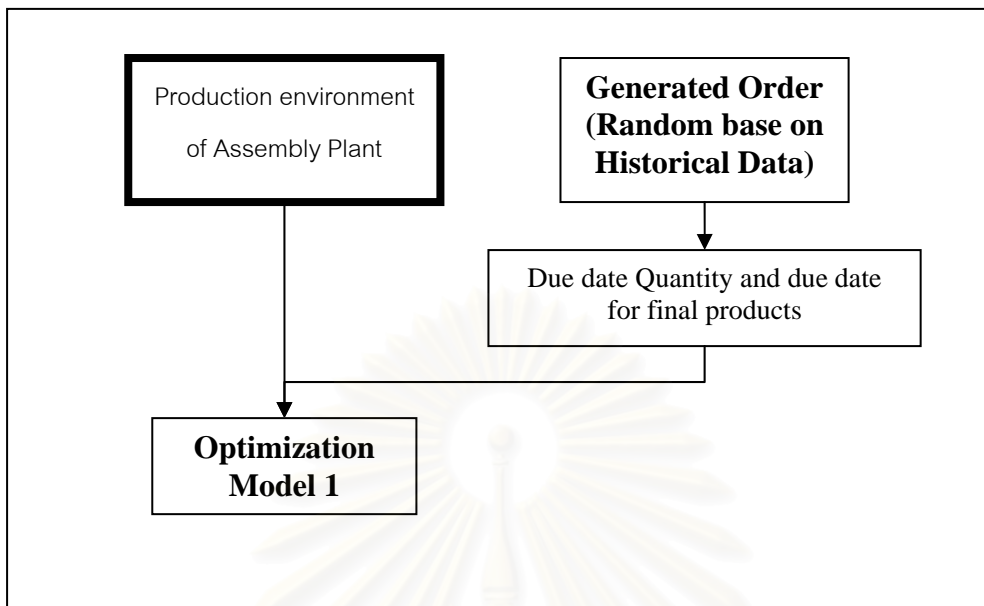 Production environment
of Assembly Plant
Generated Order
(Random base on
Historical Data)
Due date Quantity and due date
for final products
Optimization
Model 1